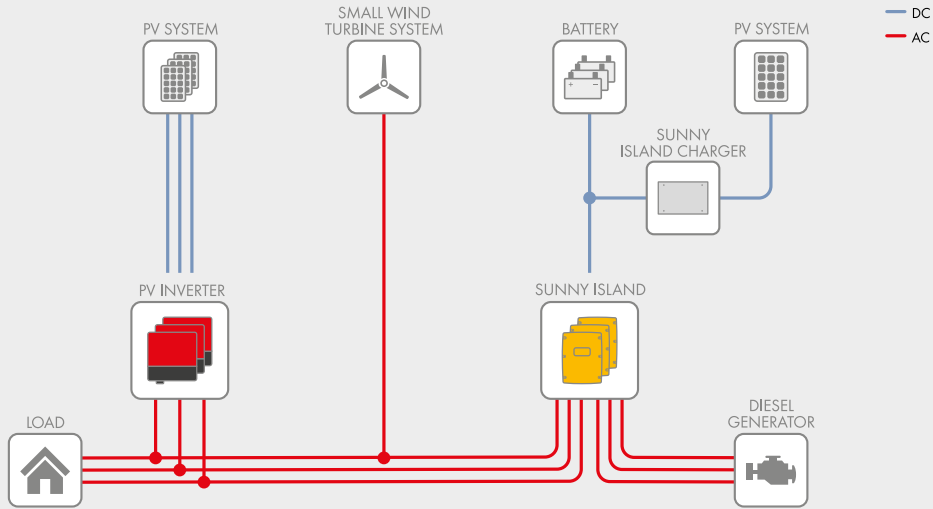 SMALL WIND
TURBINE SYSTEM
PV SYSTEM
BATTERY
PV SYSTEM
DC
AC
SUNNY
ISLAND CHARGER
PV INVERTER
SUNNY ISLAND
LOAD
DIESEL
GENERATOR